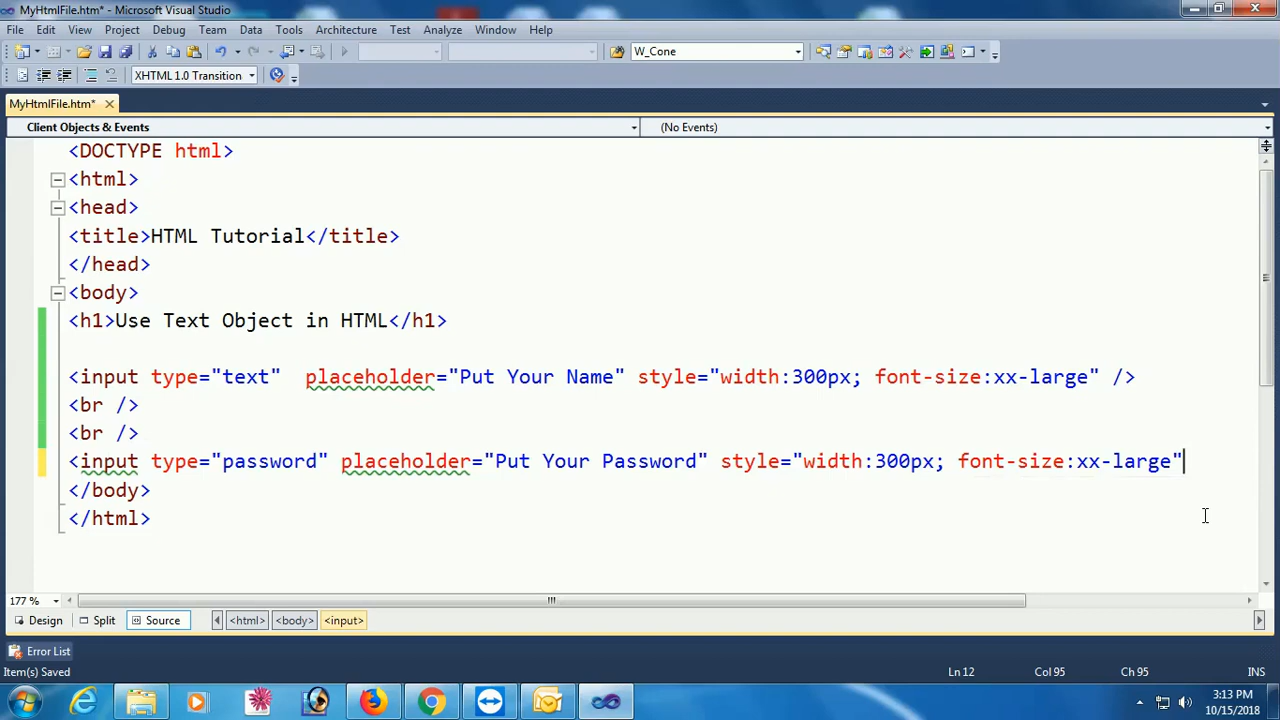 MyHtmlFile.htm* - Microsoft Visual Studio
File Edit View Project Debug Team Data Tools Architecture Test Analyze Window Help
W_Cone
XHTML 1.0 Transition
MyHtmlFile.htm*
Client Objects & Events (No Events)
<DOCTYPE html>
<html>
<head>
<title>HTML Tutorial</title>
</head>
<body>
<h1>Use Text Object in HTML</h1>
<input type="text"  placeholder="Put Your Name" style="width:300px; font-size:xx-large" />
<br />
<br />
<input type="password" placeholder="Put Your Password" style="width:300px; font-size:xx-large"
</body>
</html>
177 %
Design Split Source <html> <body> <input>
Error List
Item(s) Saved Ln 12 Col 95 Ch 95 INS
3:13 PM
10/15/2018